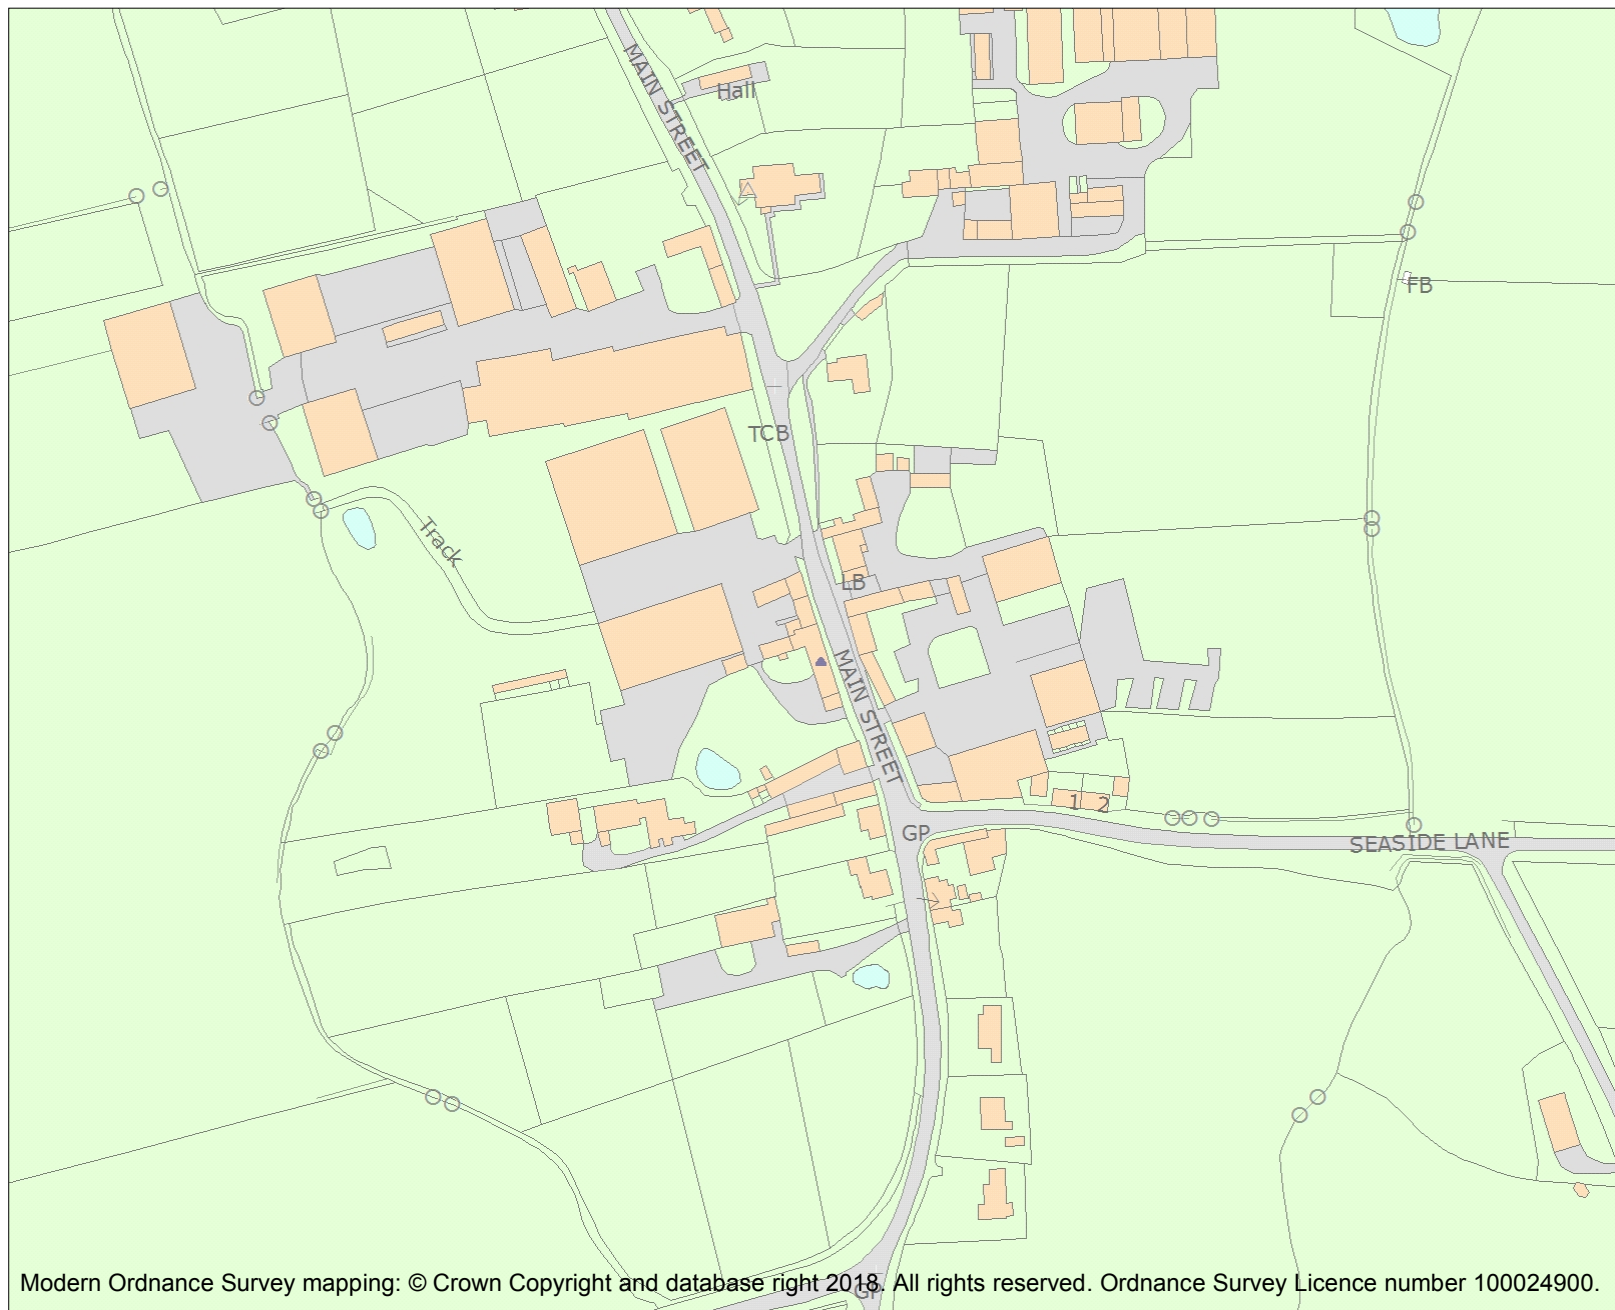 MAIN STREET
Hall
FB
TCB
Track
LB
MAIN STREET
1 2
GP
SEASIDE LANE
GP
Modern Ordnance Survey mapping: © Crown Copyright and database right 2018. All rights reserved. Ordnance Survey Licence number 100024900.